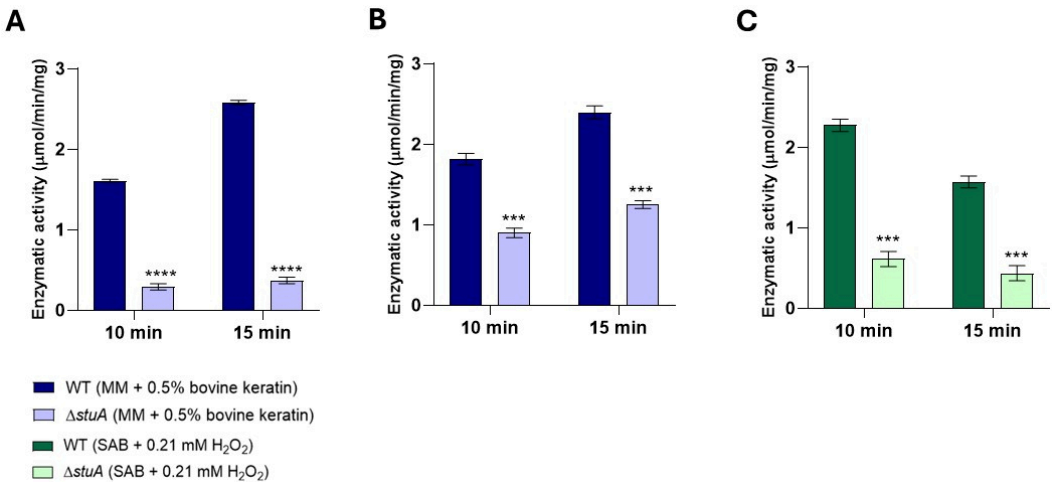 A
Enzymatic activity (μmol/min/mg)
3
2
1
0
****
****
10 min
15 min
B
Enzymatic activity (μmol/min/mg)
3
2
1
0
***
***
10 min
15 min
C
Enzymatic activity (μmol/min/mg)
3
2
1
0
***
***
10 min
15 min
WT (MM + 0.5% bovine keratin)
ΔstuA (MM + 0.5% bovine keratin)
WT (SAB + 0.21 mM H₂O₂)
ΔstuA (SAB + 0.21 mM H₂O₂)